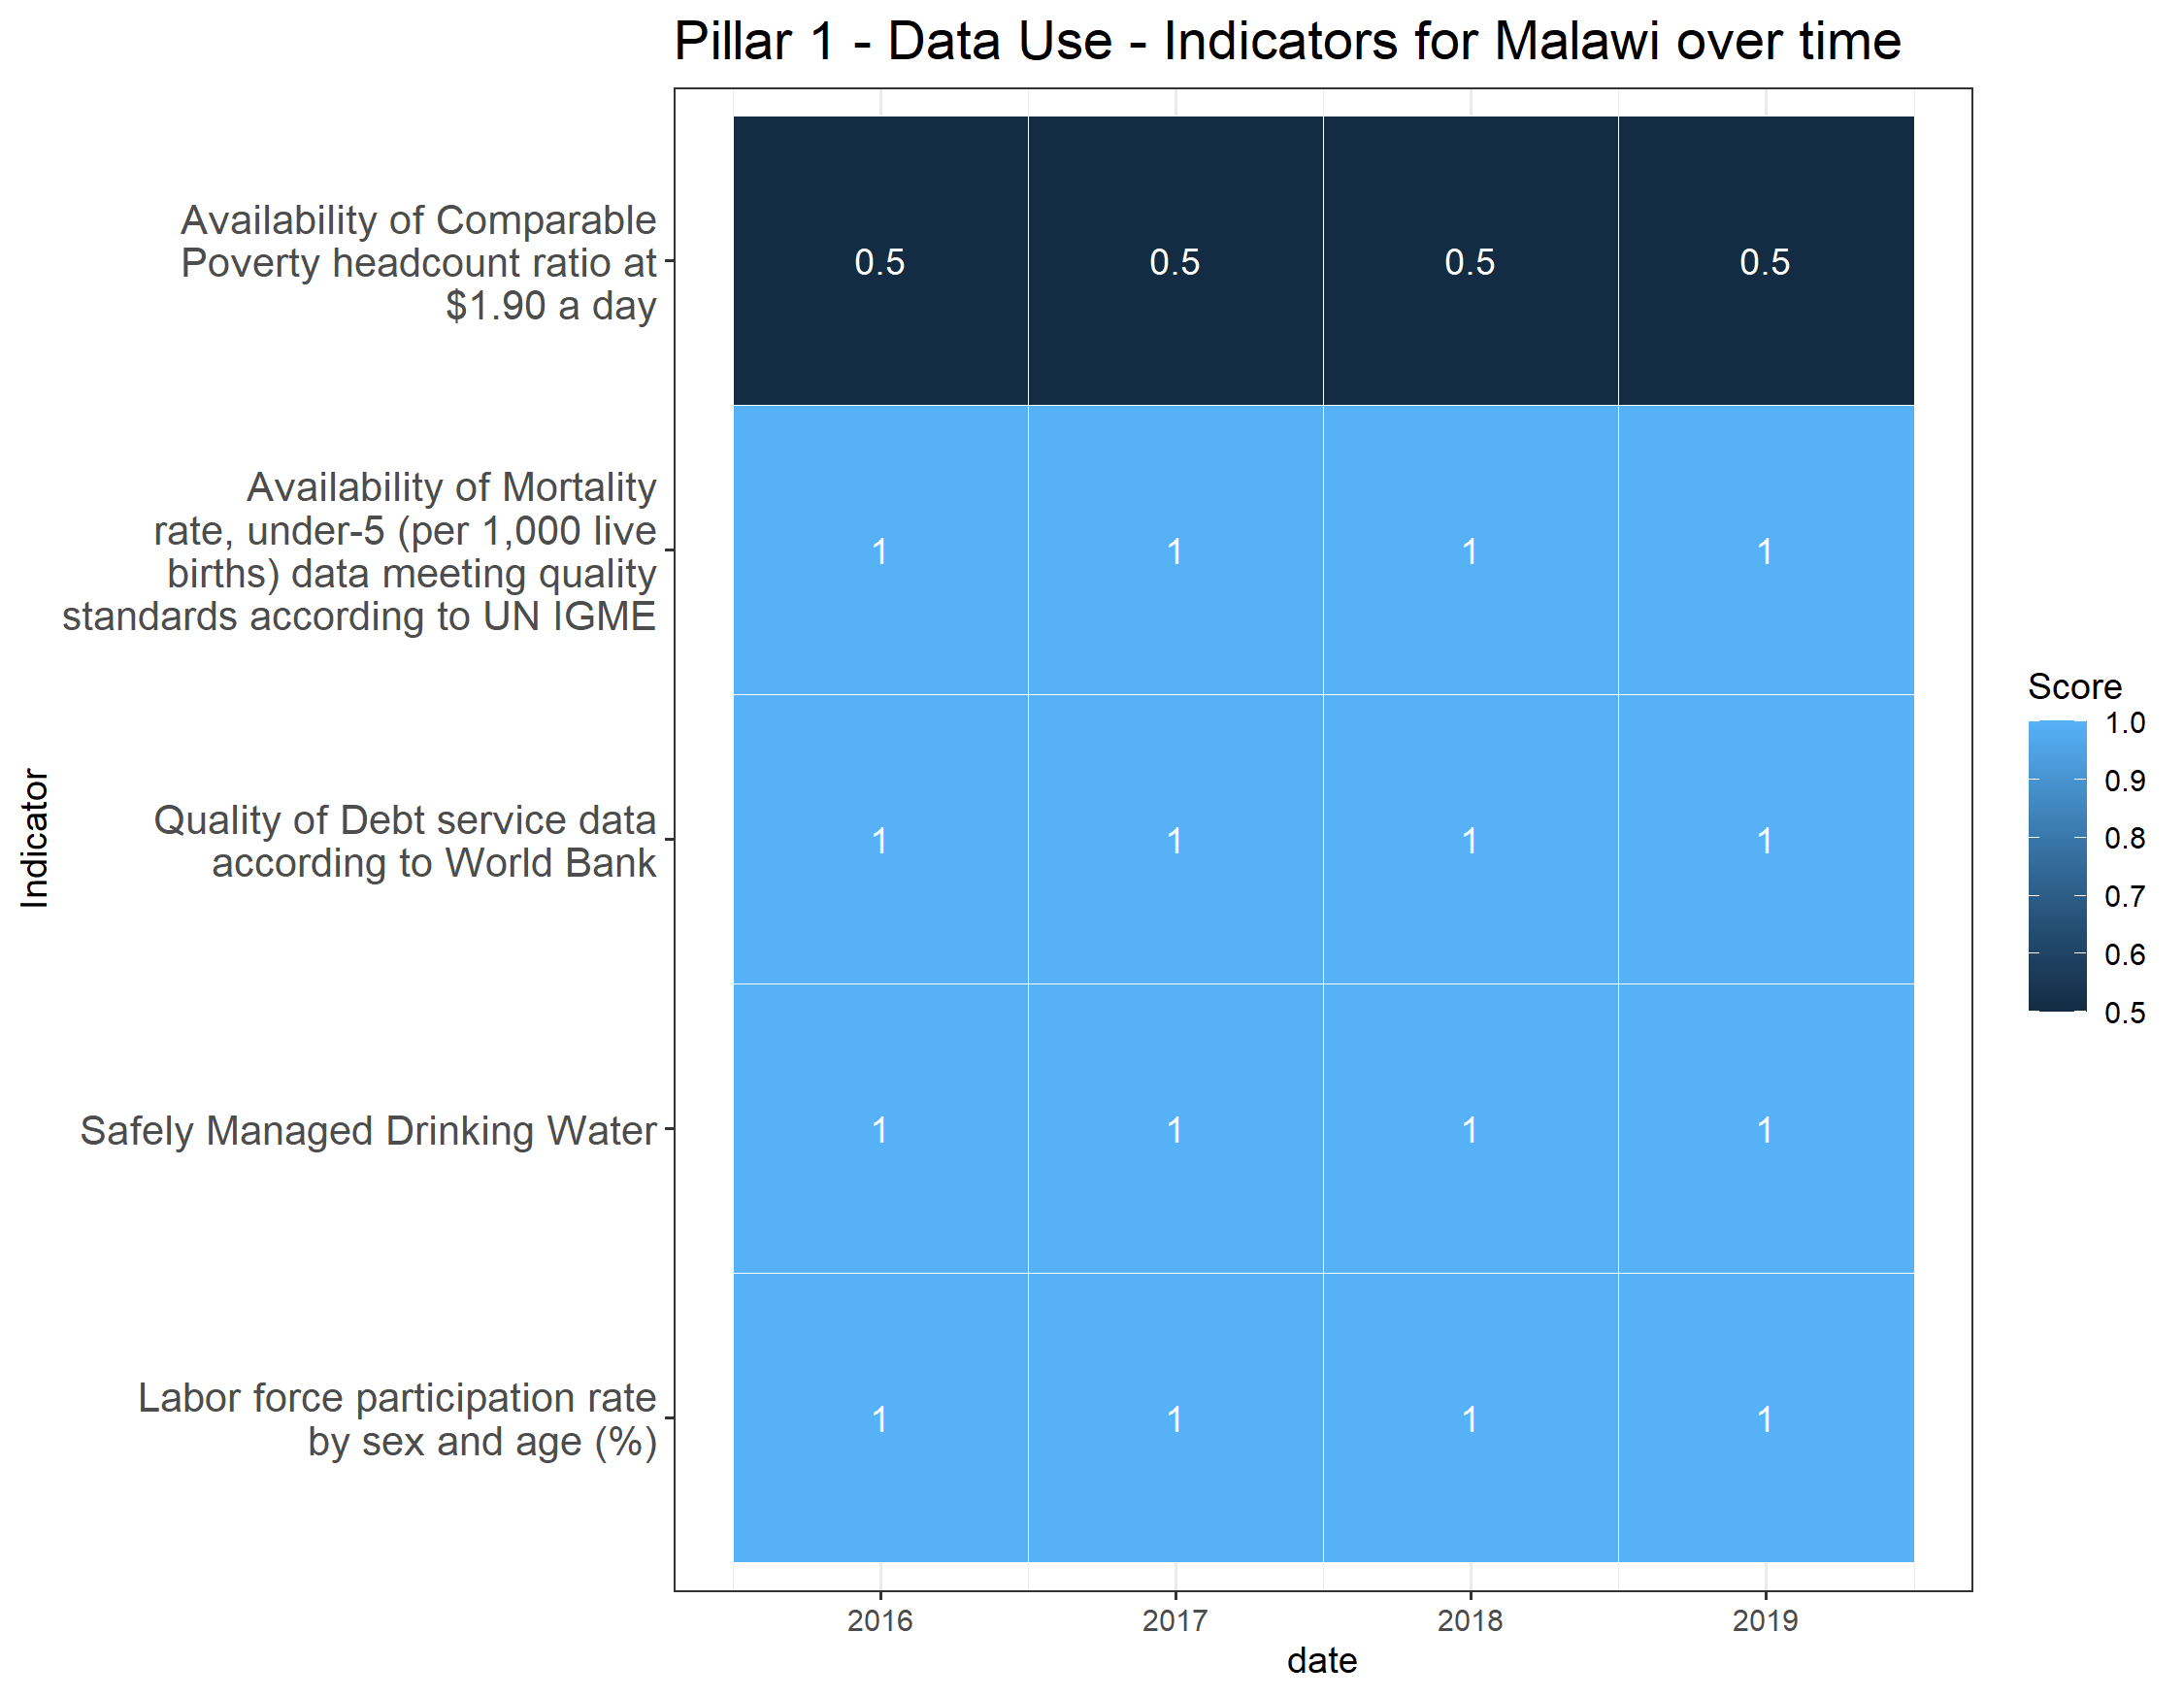 Pillar 1 - Data Use - Indicators for Malawi over time
Indicator
Availability of Comparable
Poverty headcount ratio at
$1.90 a day
0.5 0.5 0.5 0.5
Availability of Mortality
rate, under-5 (per 1,000 live
births) data meeting quality
standards according to UN IGME
1 1 1 1
Quality of Debt service data
according to World Bank
1 1 1 1
Safely Managed Drinking Water
1 1 1 1
Labor force participation rate
by sex and age (%)
1 1 1 1
2016 2017 2018 2019
date
Score
1.0
0.9
0.8
0.7
0.6
0.5